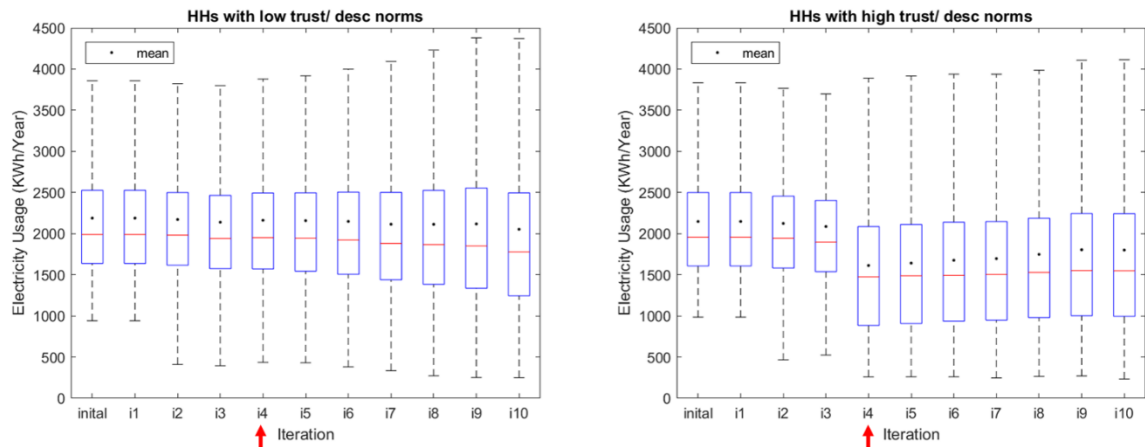 HHs with low trust/ desc norms
mean
Electricity Usage (KWh/Year)
4500
4000
3500
3000
2500
2000
1500
1000
500
0
inital i1 i2 i3 i4 i5 i6 i7 i8 i9 i10
Iteration
HHs with high trust/ desc norms
mean
Electricity Usage (KWh/Year)
4500
4000
3500
3000
2500
2000
1500
1000
500
0
inital i1 i2 i3 i4 i5 i6 i7 i8 i9 i10
Iteration